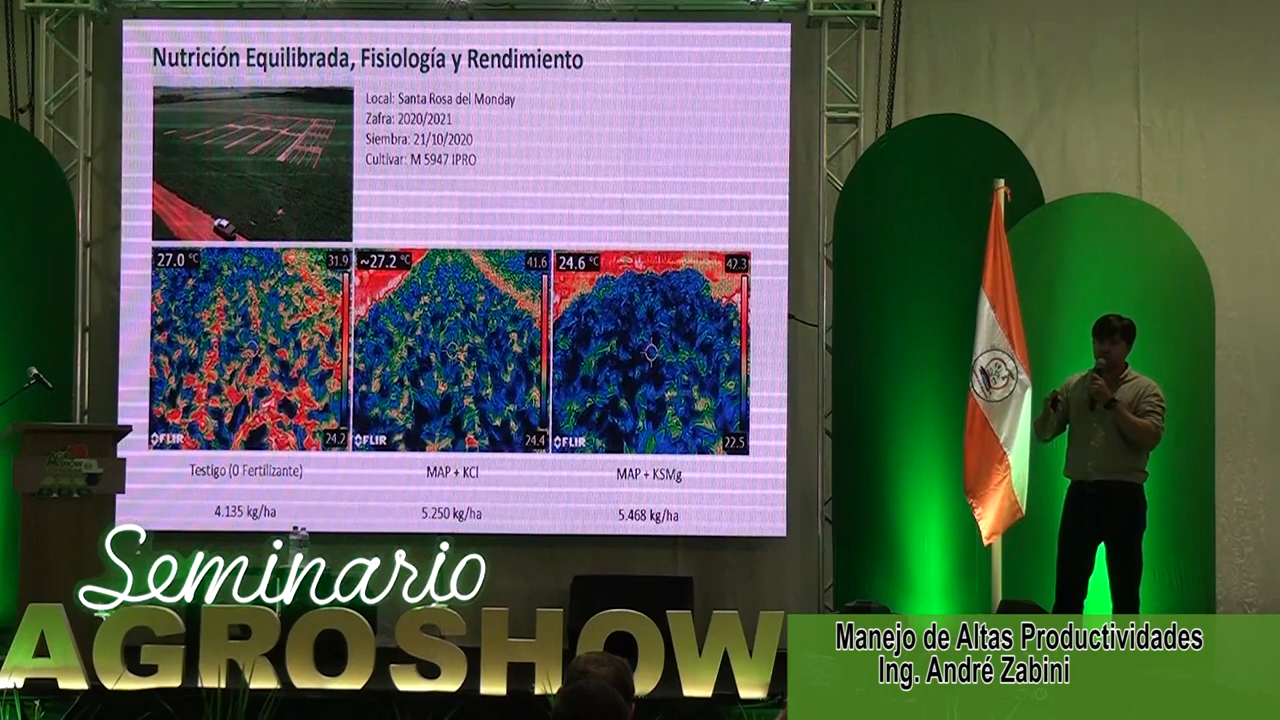 Nutrición Equilibrada, Fisiología y Rendimiento
Local: Santa Rosa del Monday
Zafra: 2020/2021
Siembra: 21/10/2020
Cultivar: M 5947 IPRO
27.0 °C
31.9
24.2
FLIR
~27.2 °C
41.6
24.4
FLIR
24.6 °C
42.3
22.5
FLIR
Testigo (0 Fertilizante)
MAP + KCl
MAP + KSMg
4.135 kg/ha
5.250 kg/ha
5.468 kg/ha
Seminario
AGROSHOW
Manejo de Altas Productividades
Ing. André Zabini